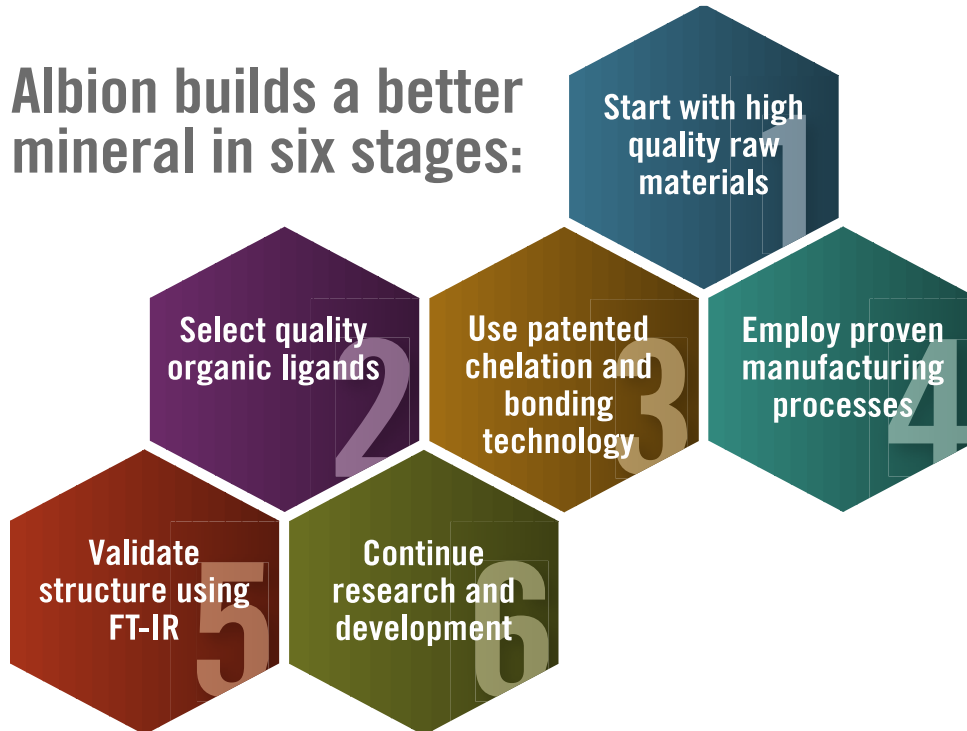 Albion builds a better
mineral in six stages:
Start with high
quality raw
materials
1
Select quality
organic ligands
2
Use patented
chelation and
bonding
technology
3
Employ proven
manufacturing
processes
4
Validate
structure using
FT-IR
5
Continue
research and
development
6